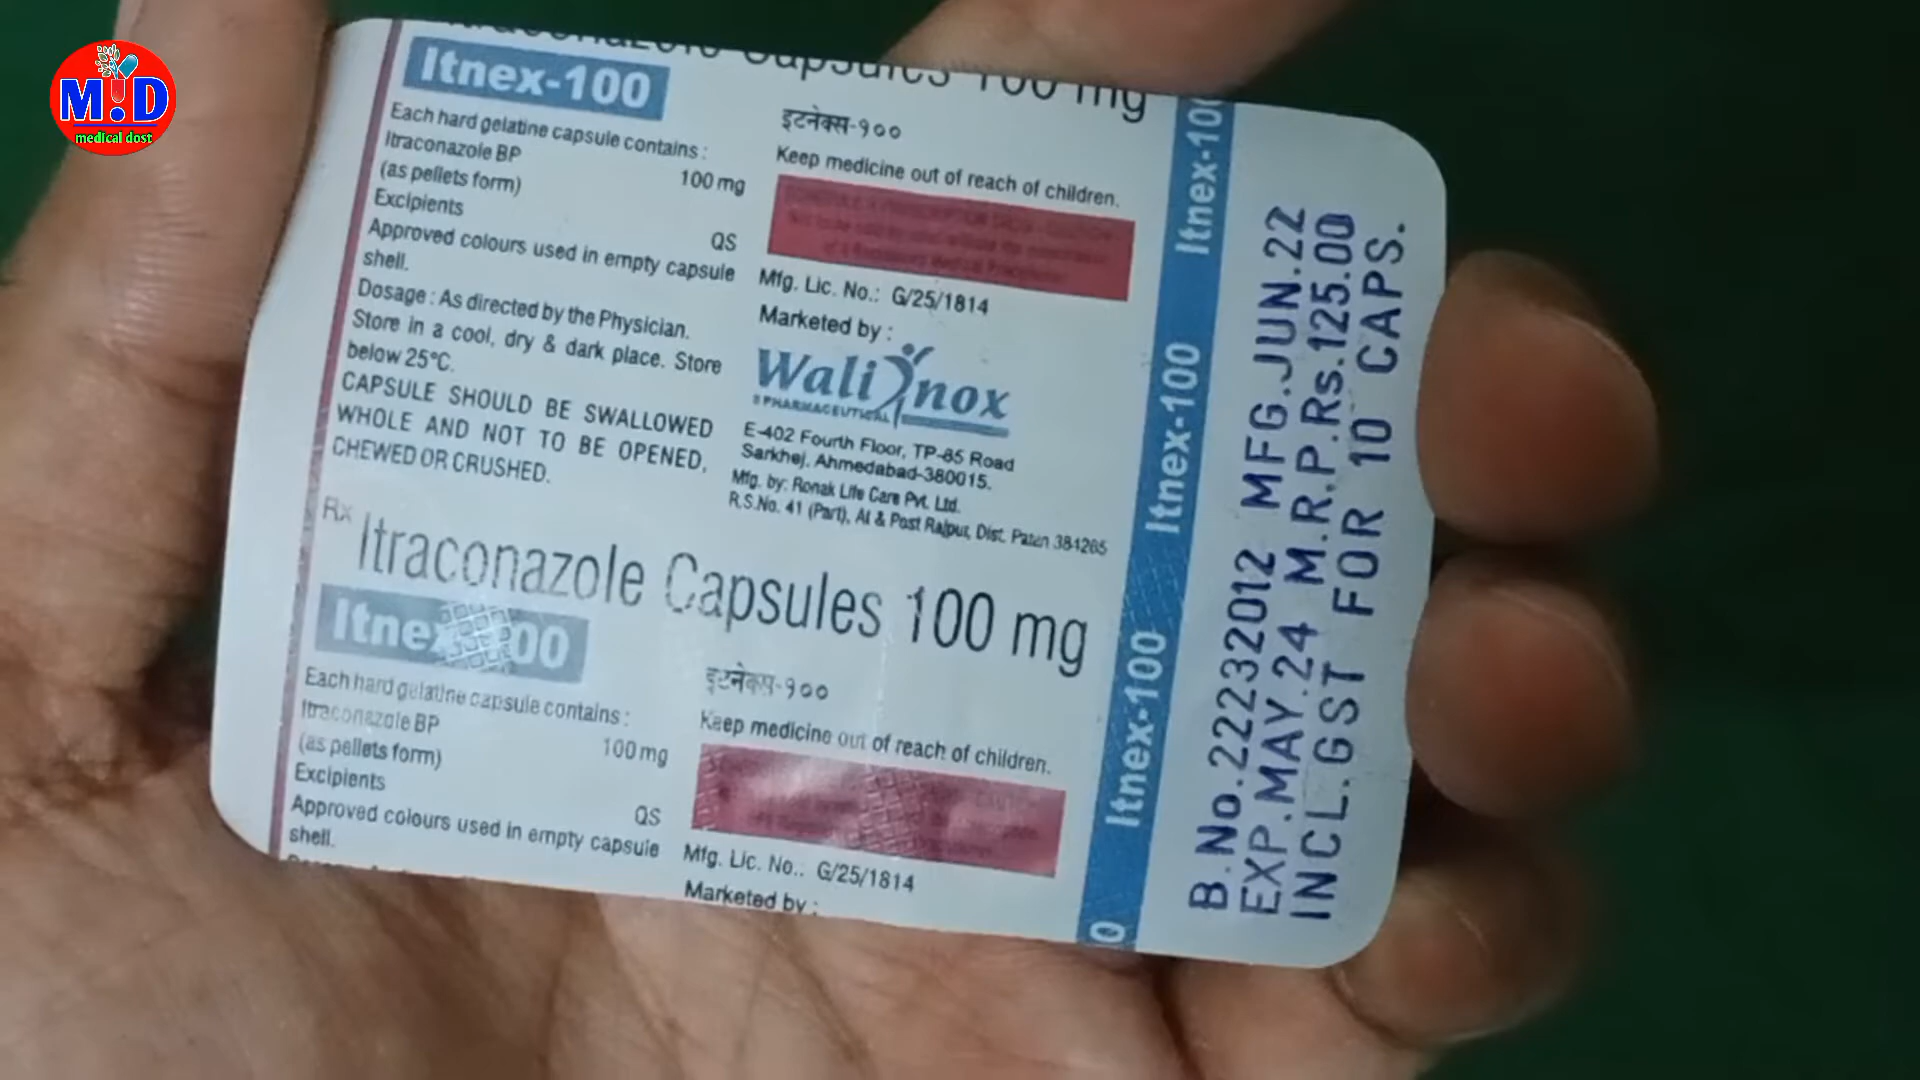 M!D
medical dost
Itraconazole Capsules 100 mg
Itnex-100
Each hard gelatine capsule contains :
Itraconazole BP
(as pellets form) 100 mg
Excipients QS
Approved colours used in empty capsule
shell.
Dosage : As directed by the Physician.
Store in a cool, dry & dark place. Store
below 25°C.
CAPSULE SHOULD BE SWALLOWED
WHOLE AND NOT TO BE OPENED,
CHEWED OR CRUSHED.
इटनेक्स-१००
Keep medicine out of reach of children.
Mfg. Lic. No.: G/25/1814
Marketed by :
Walinox
PHARMACEUTICAL
E-402 Fourth Floor, TP-85 Road
Sarkhej, Ahmedabad-380015.
Mfg. by: Ronak Life Care Pvt. Ltd.
R.S.No. 41 (Part), At & Post Rajpur, Dist. Patan 384265
Rx Itraconazole Capsules 100 mg
Itnex-100
Each hard gelatine capsule contains :
Itraconazole BP
(as pellets form) 100 mg
Excipients QS
Approved colours used in empty capsule
shell.
इटनेक्स-१००
Keep medicine out of reach of children.
Mfg. Lic. No.: G/25/1814
Marketed by :
Itnex-100
Itnex-100
Itnex-100
0
B.No.22232012 MFG.JUN.22
EXP.MAY.24 M.R.P.Rs.125.00
INCL.GST FOR 10 CAPS.